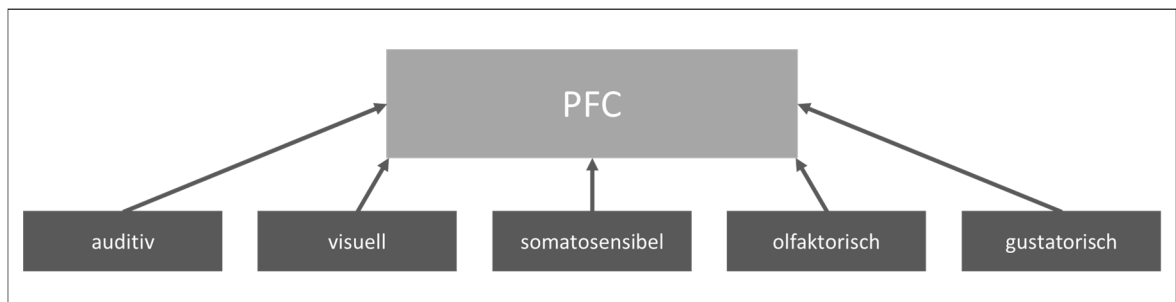 PFC
auditiv
visuell
somatosensibel
olfaktorisch
gustatorisch